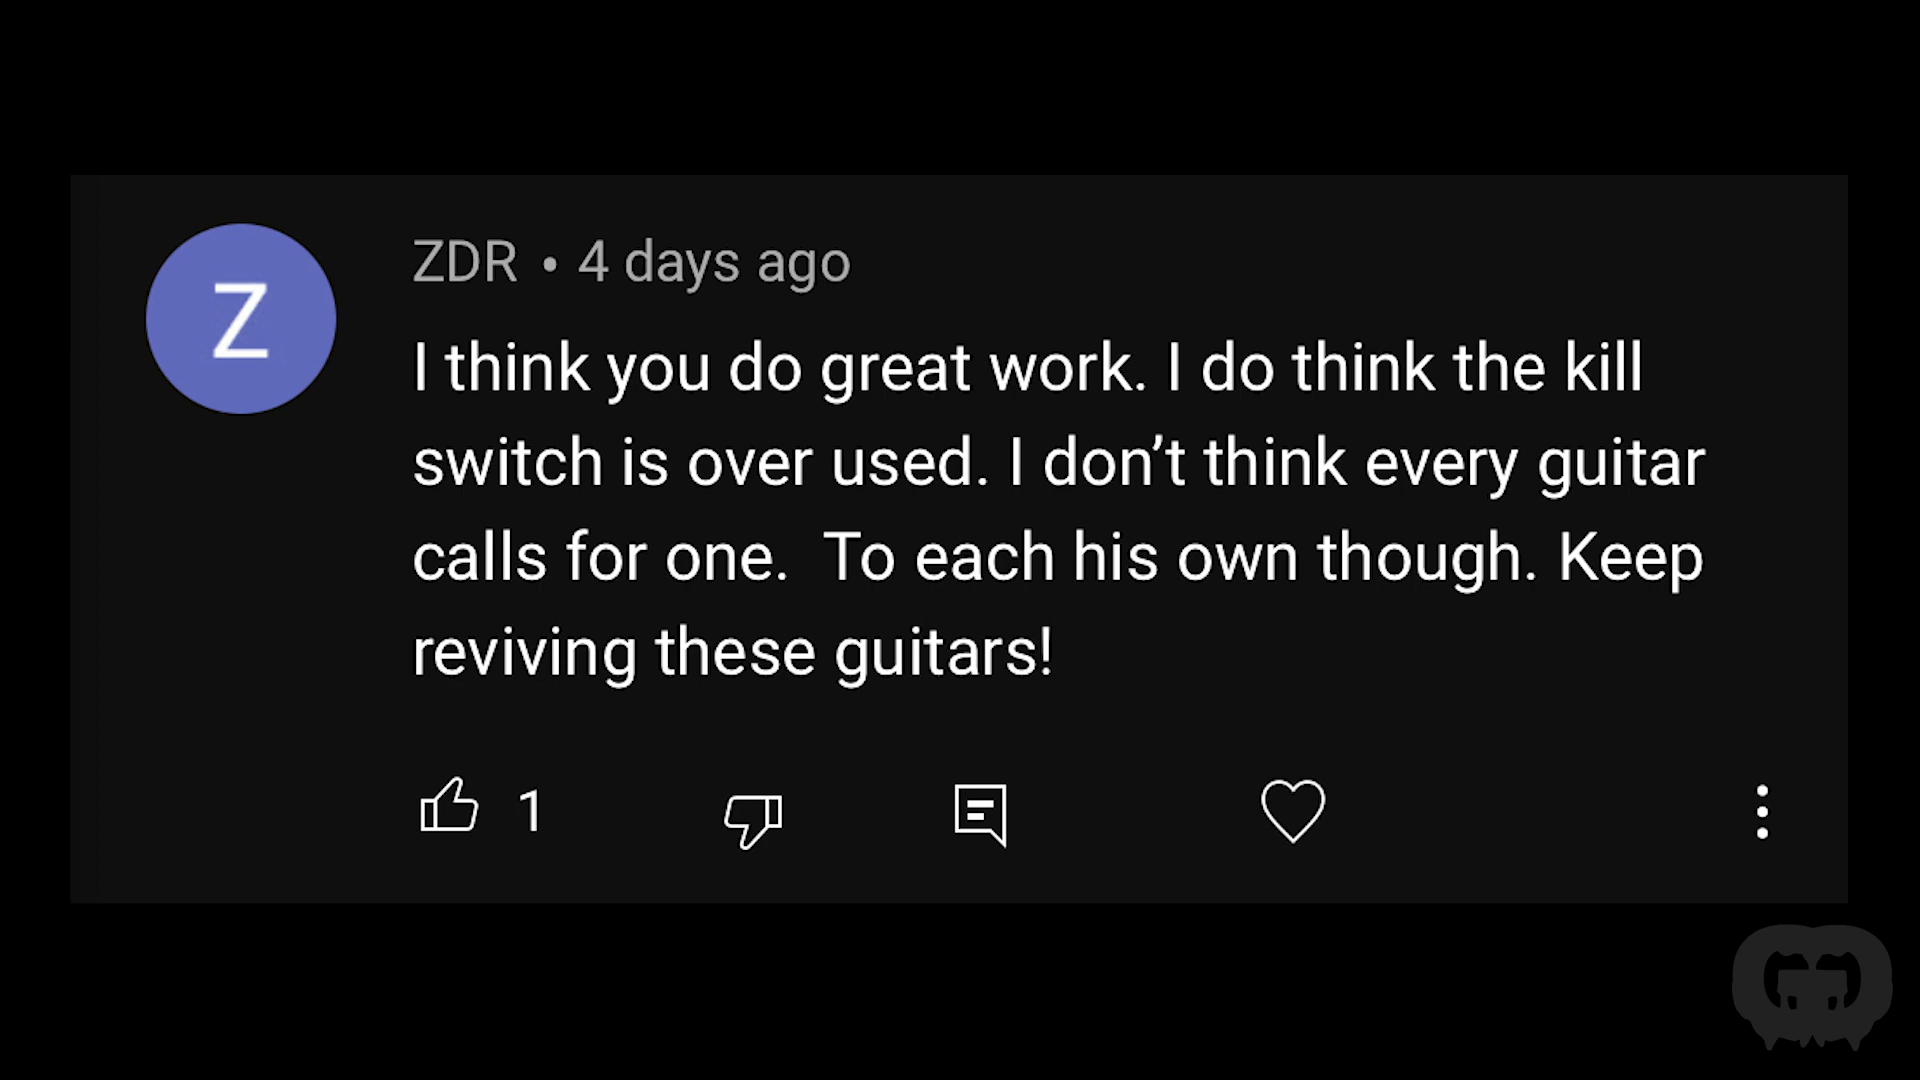 Z
ZDR • 4 days ago
I think you do great work. I do think the kill
switch is over used. I don’t think every guitar
calls for one.  To each his own though. Keep
reviving these guitars!
1